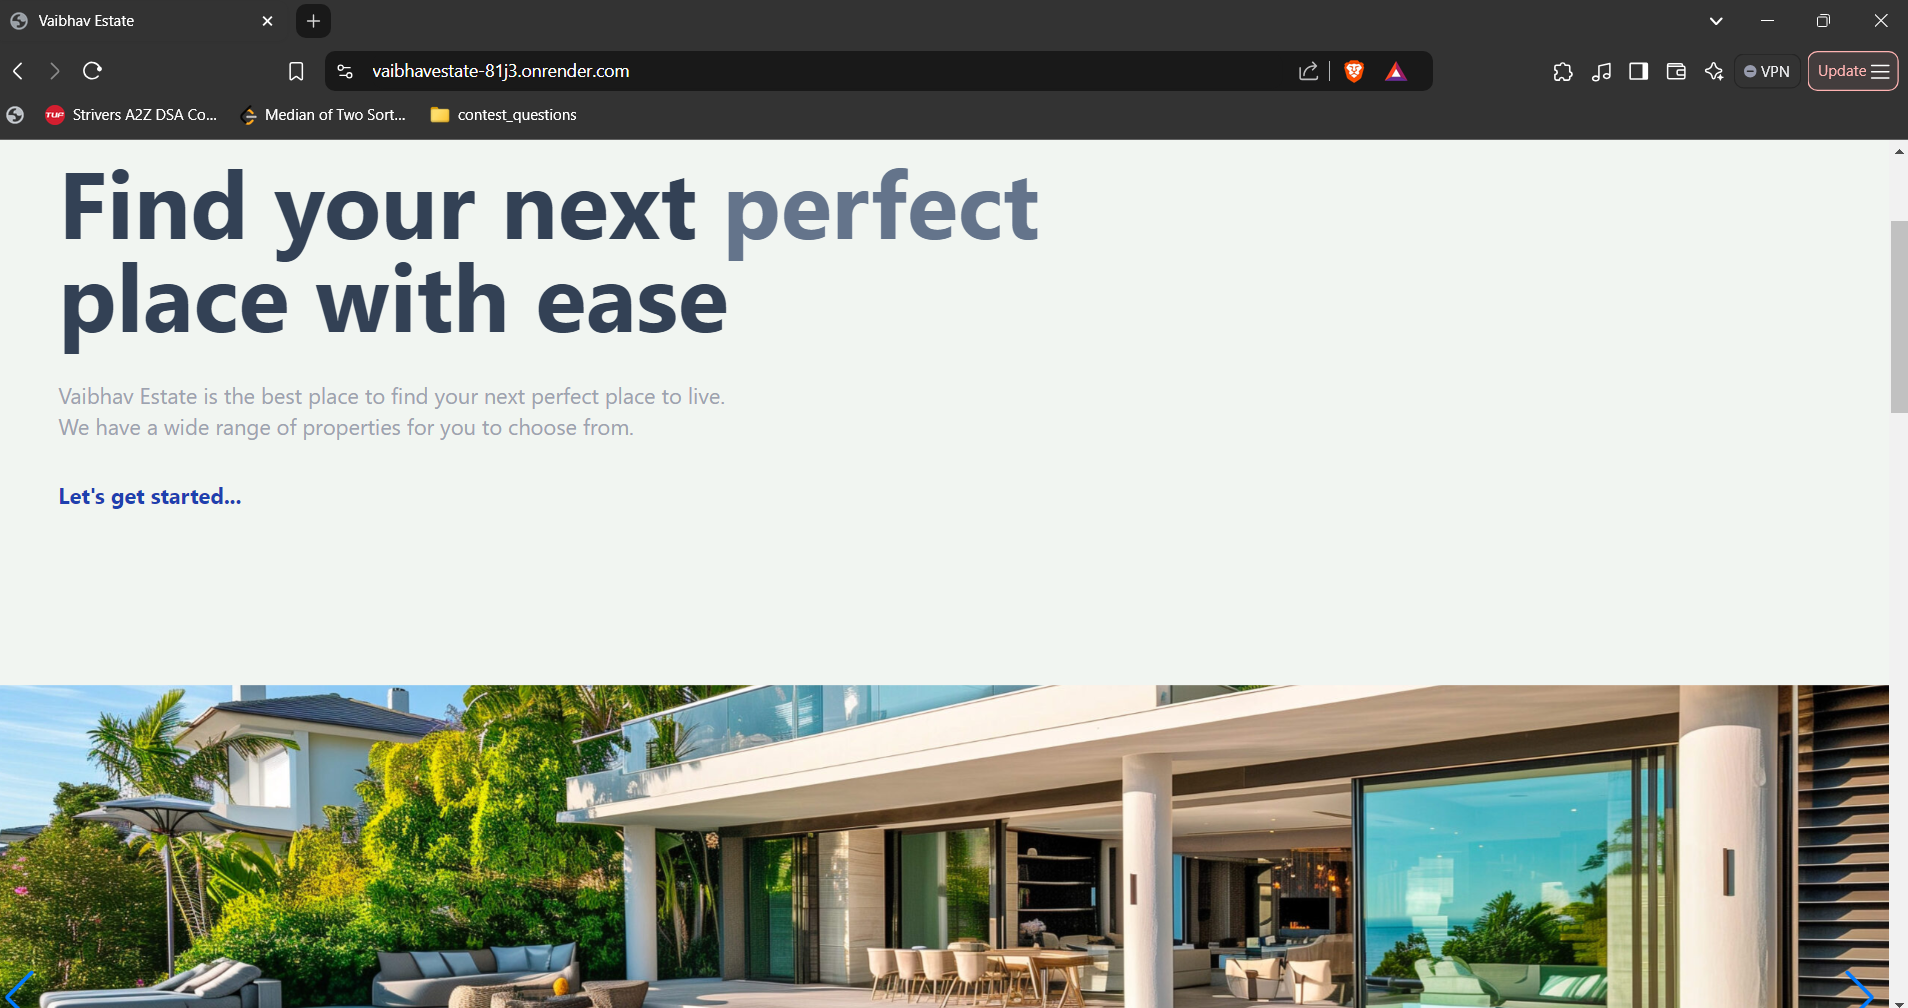 Vaibhav Estate
vaibhavestate-81j3.onrender.com
VPN
Update
TUF
Strivers A2Z DSA Co...
Median of Two Sort...
contest_questions
Find your next perfect
place with ease
Vaibhav Estate is the best place to find your next perfect place to live.
We have a wide range of properties for you to choose from.
Let's get started...